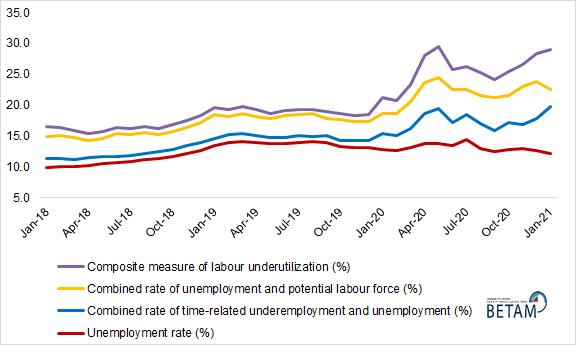 35.0
30.0
25.0
20.0
15.0
10.0
5.0
Jan-18
Apr-18
Jul-18
Oct-18
Jan-19
Apr-19
Jul-19
Oct-19
Jan-20
Apr-20
Jul-20
Oct-20
Jan-21
Composite measure of labour underutilization (%)
Combined rate of unemployment and potential labour force (%)
Combined rate of time-related underemployment and unemployment (%)
Unemployment rate (%)
BETAM